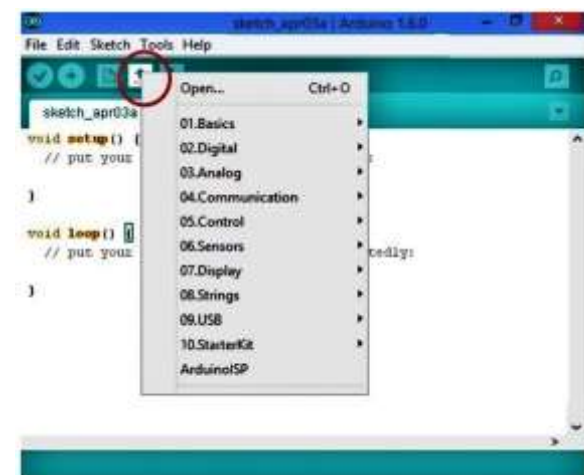 sketch_apr03a | Arduino 1.6.0
File Edit Sketch Tools Help
Open... Ctrl+O
sketch_apr03a
01.Basics
void setup() {
02.Digital
// put your
:
03.Analog
}
04.Communication
05.Control
void loop() {
06.Sensors
// put your
tedly:
07.Display
}
08.Strings
09.USB
10.StarterKit
ArduinoISP